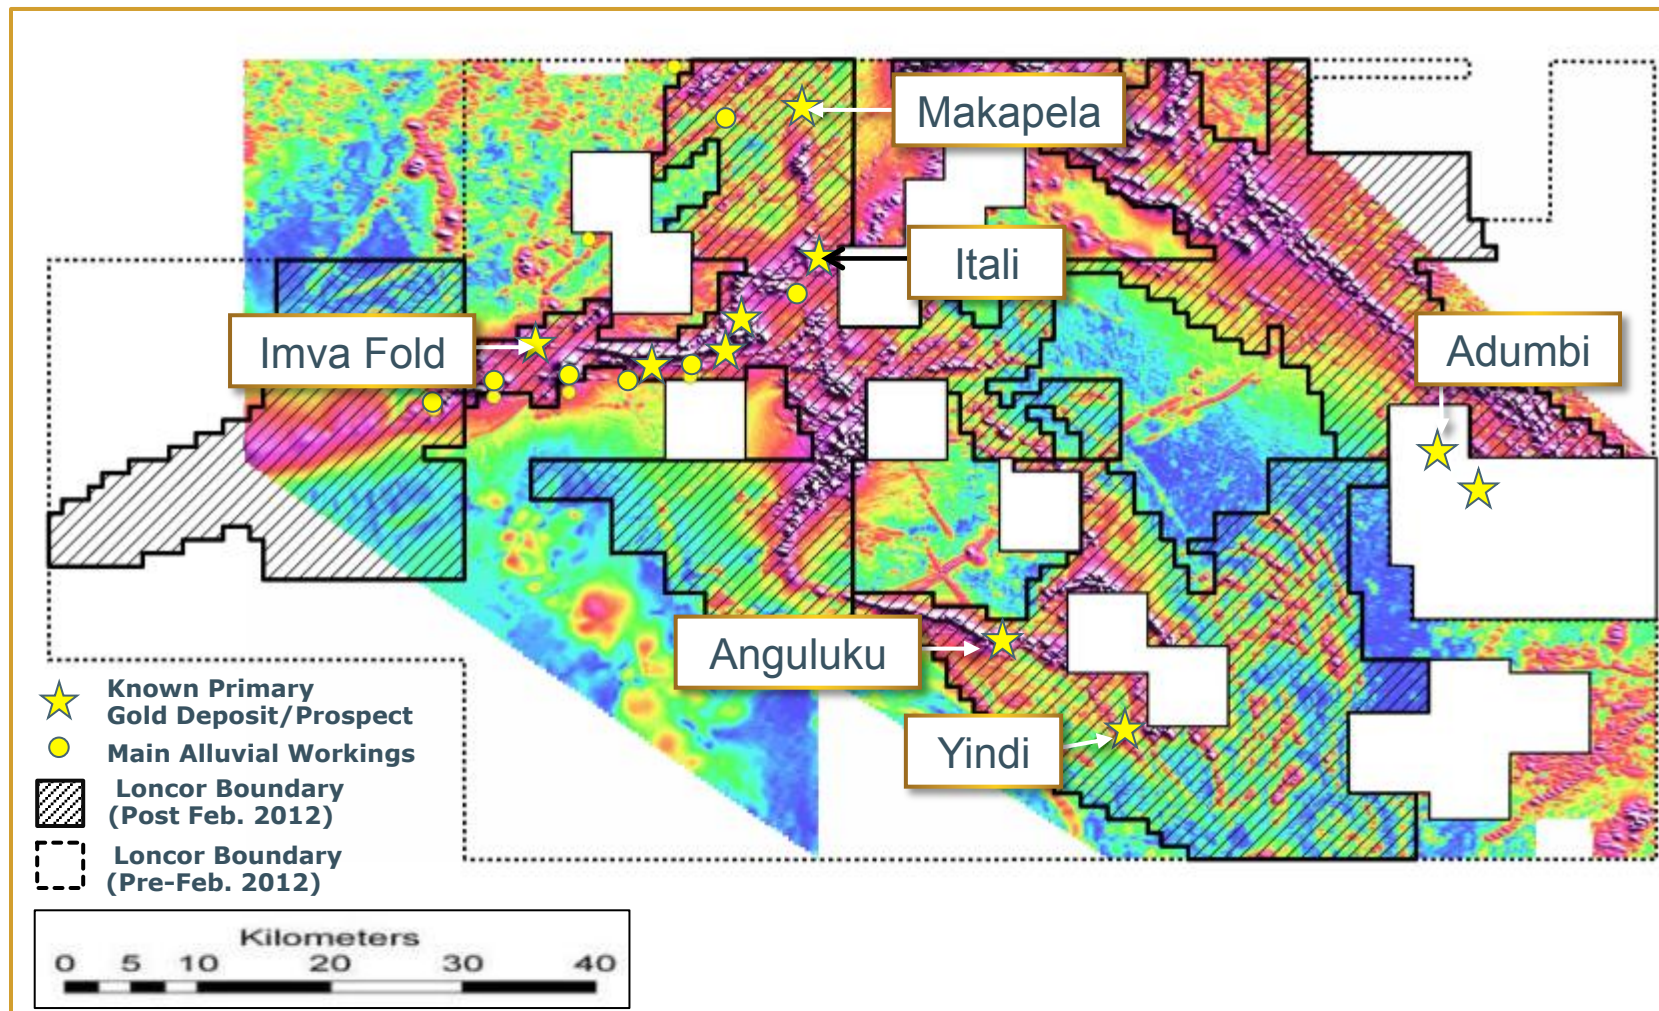 Makapela
Itali
Imva Fold
Adumbi
Anguluku
Yindi
Known Primary
Gold Deposit/Prospect
Main Alluvial Workings
Loncor Boundary
(Post Feb. 2012)
Loncor Boundary
(Pre-Feb. 2012)
Kilometers
0 5 10 20 30 40